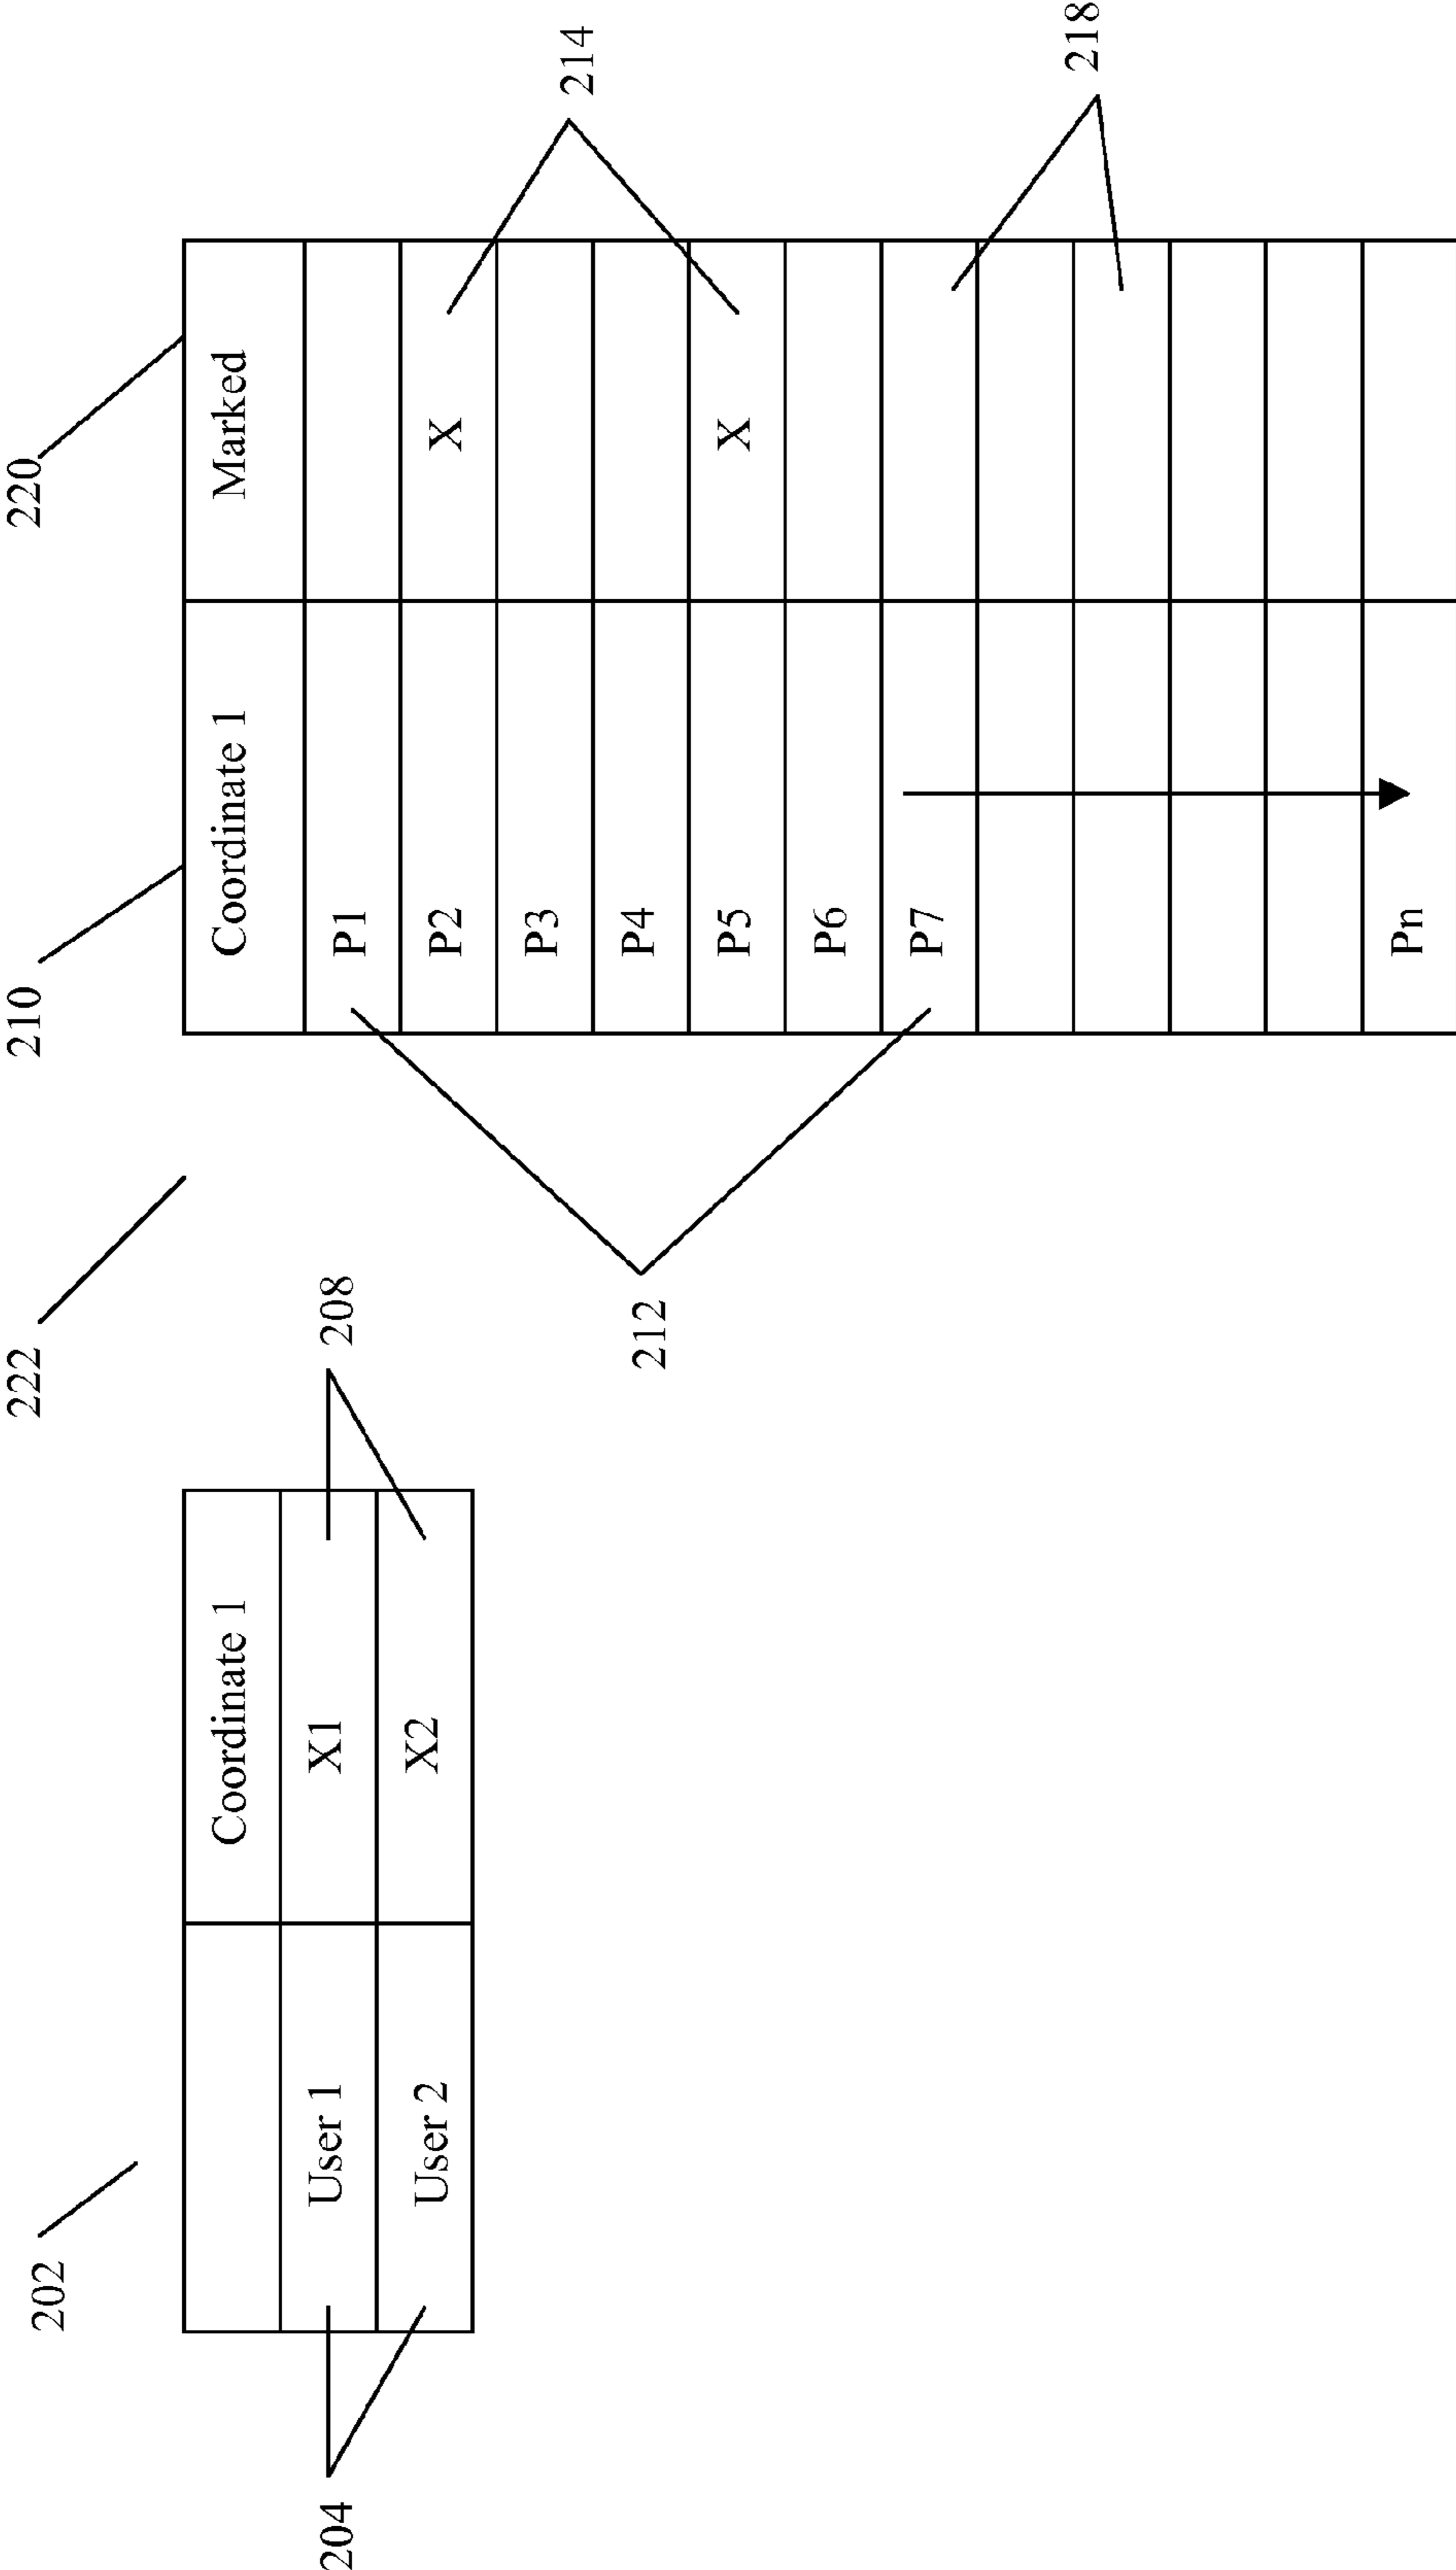 202
222
210
220
Coordinate 1
User 1 X1
User 2 X2
204
208
Coordinate 1 Marked
P1
P2 X
P3
P4
P5 X
P6
P7
Pn
212
214
218